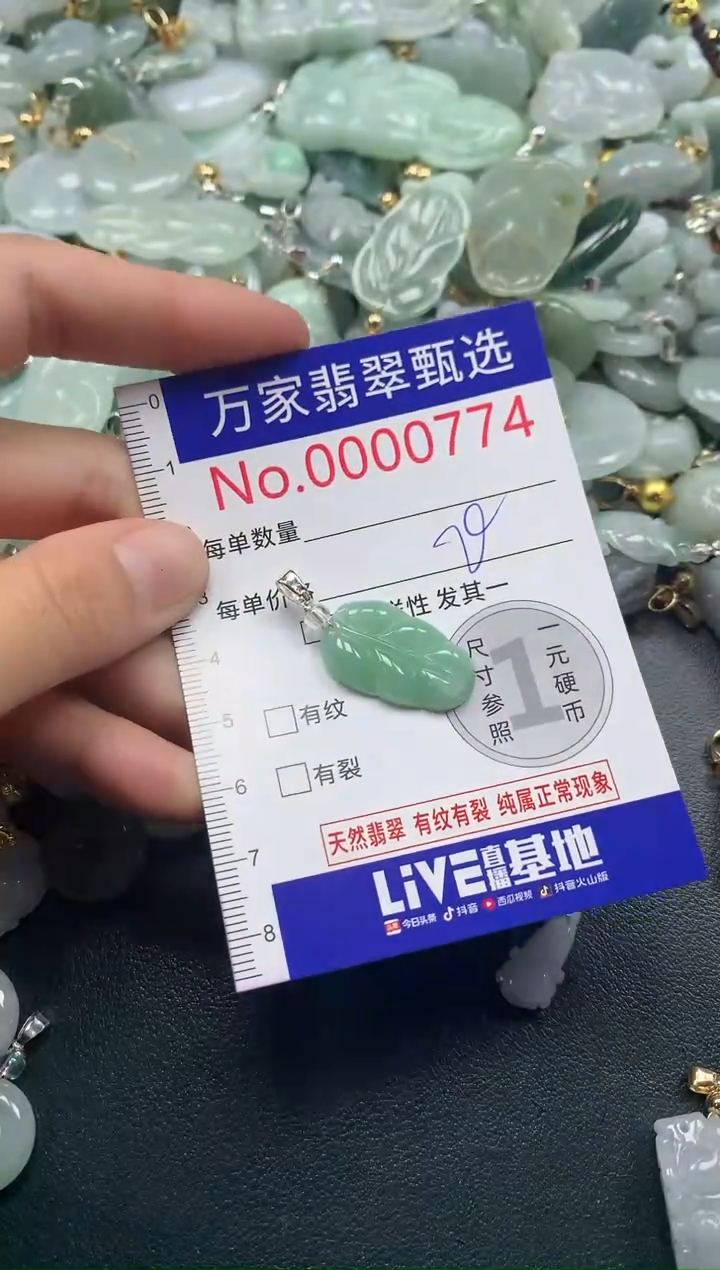 万家翡翠甄选
No.0000774
每单数量
每单价格
样性 发其一
有纹
有裂
尺寸参照
1
一元硬币
天然翡翠 有纹有裂 纯属正常现象
LiVE直播基地
今日头条 抖音 西瓜视频 抖音火山版
0
1
3
4
5
6
7
8